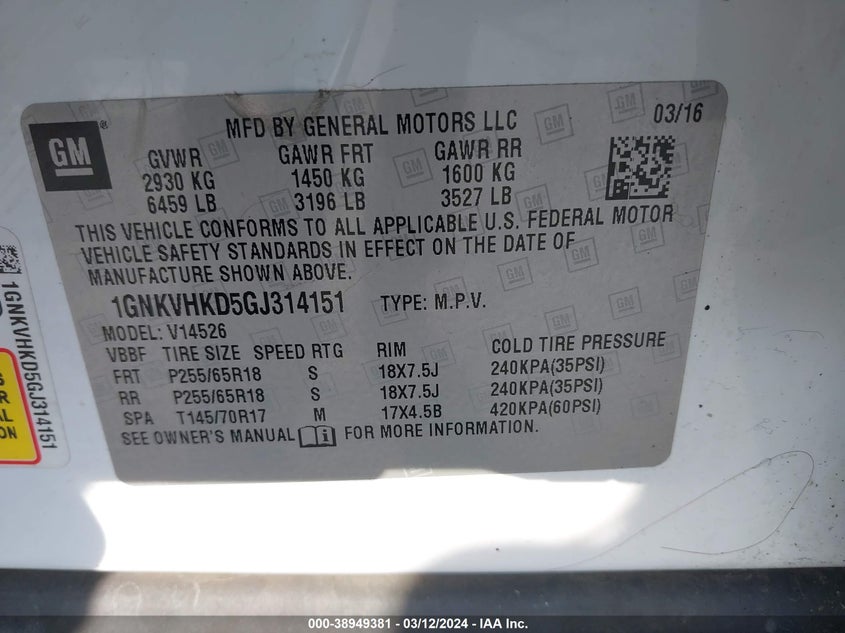 GM
MFD BY GENERAL MOTORS LLC
03/16
GVWR GAWR FRT GAWR RR
2930 KG 1450 KG 1600 KG
6459 LB 3196 LB 3527 LB
THIS VEHICLE CONFORMS TO ALL APPLICABLE U.S. FEDERAL MOTOR
VEHICLE SAFETY STANDARDS IN EFFECT ON THE DATE OF
MANUFACTURE SHOWN ABOVE.
1GNKVHKD5GJ314151 TYPE: M.P.V.
MODEL: V14526
VBBF TIRE SIZE SPEED RTG RIM COLD TIRE PRESSURE
FRT P255/65R18 S 18X7.5J 240KPA(35PSI)
RR P255/65R18 S 18X7.5J 240KPA(35PSI)
SPA T145/70R17 M 17X4.5B 420KPA(60PSI)
SEE OWNER'S MANUAL i FOR MORE INFORMATION.
1GNKVHKD5GJ314151
000-38949381 - 03/12/2024 - IAA Inc.